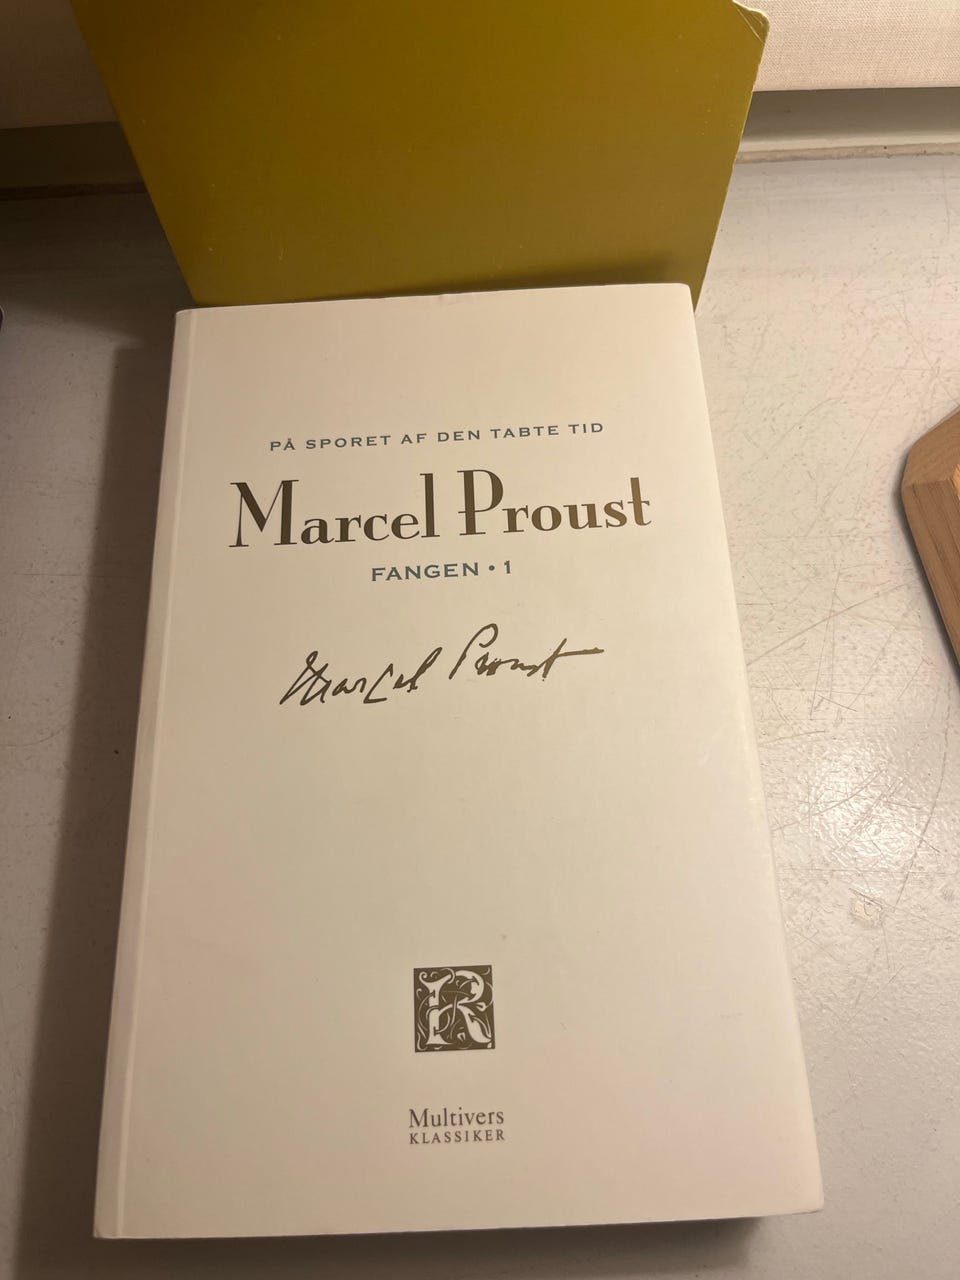 PÅ SPORET AF DEN TABTE TID
Marcel Proust
FANGEN • 1
Marcel Proust
R
Multivers
KLASSIKER